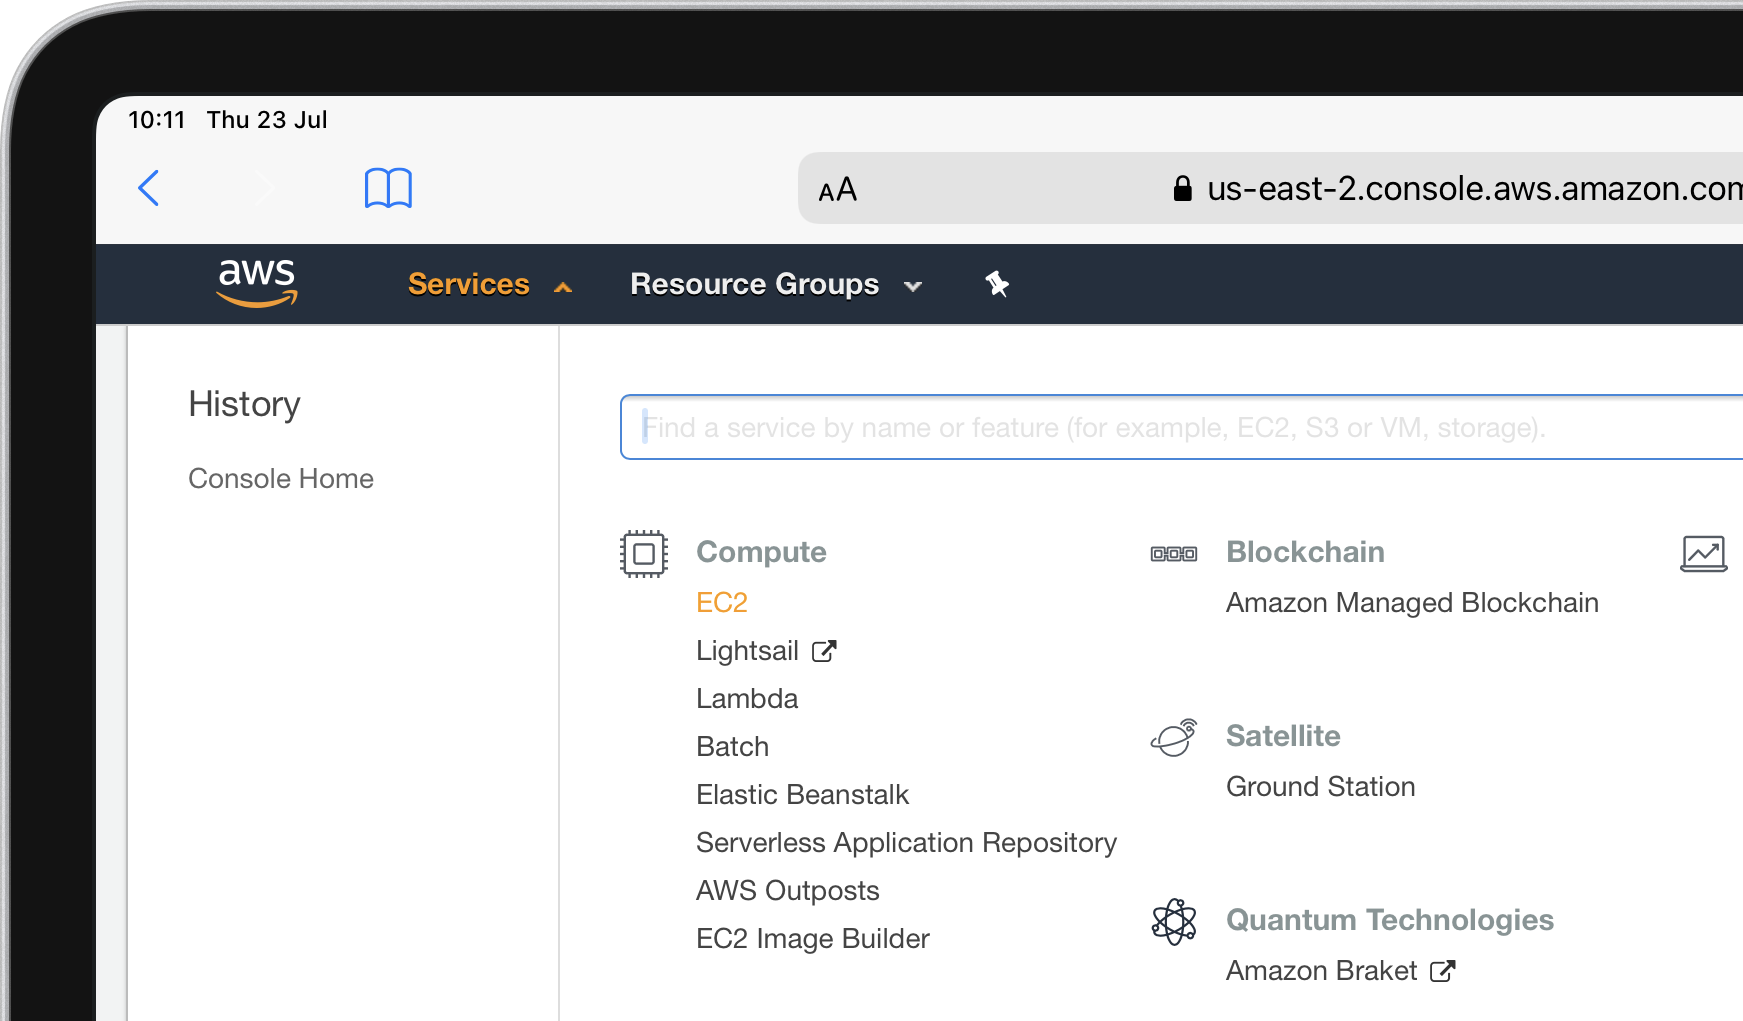 10:11 Thu 23 Jul
AA us-east-2.console.aws.amazon.com
aws Services Resource Groups
History
Console Home
Find a service by name or feature (for example, EC2, S3 or VM, storage).
Compute
EC2
Lightsail
Lambda
Batch
Elastic Beanstalk
Serverless Application Repository
AWS Outposts
EC2 Image Builder
Blockchain
Amazon Managed Blockchain
Satellite
Ground Station
Quantum Technologies
Amazon Braket